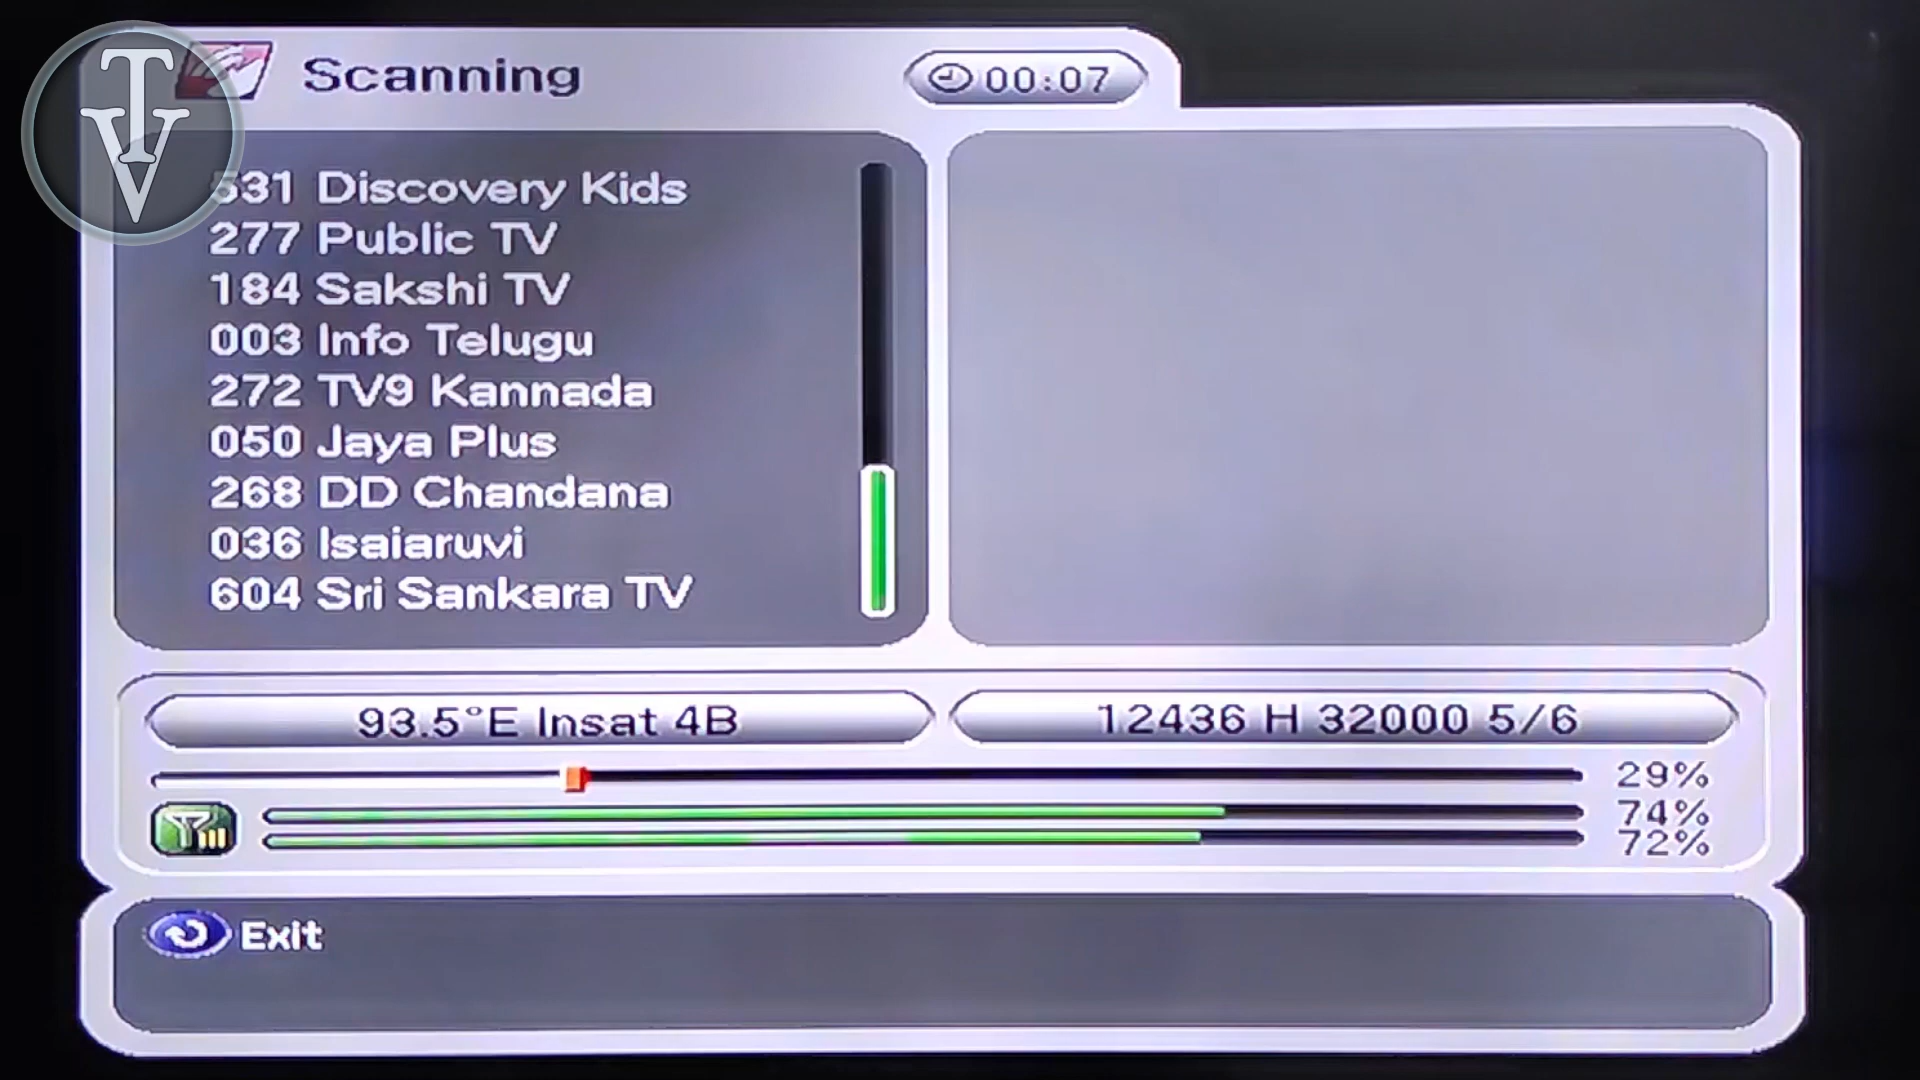 TV
Scanning
00:07
531 Discovery Kids
277 Public TV
184 Sakshi TV
003 Info Telugu
272 TV9 Kannada
050 Jaya Plus
268 DD Chandana
036 Isaiaruvi
604 Sri Sankara TV
93.5°E Insat 4B
12436 H 32000 5/6
29%
74%
72%
Exit